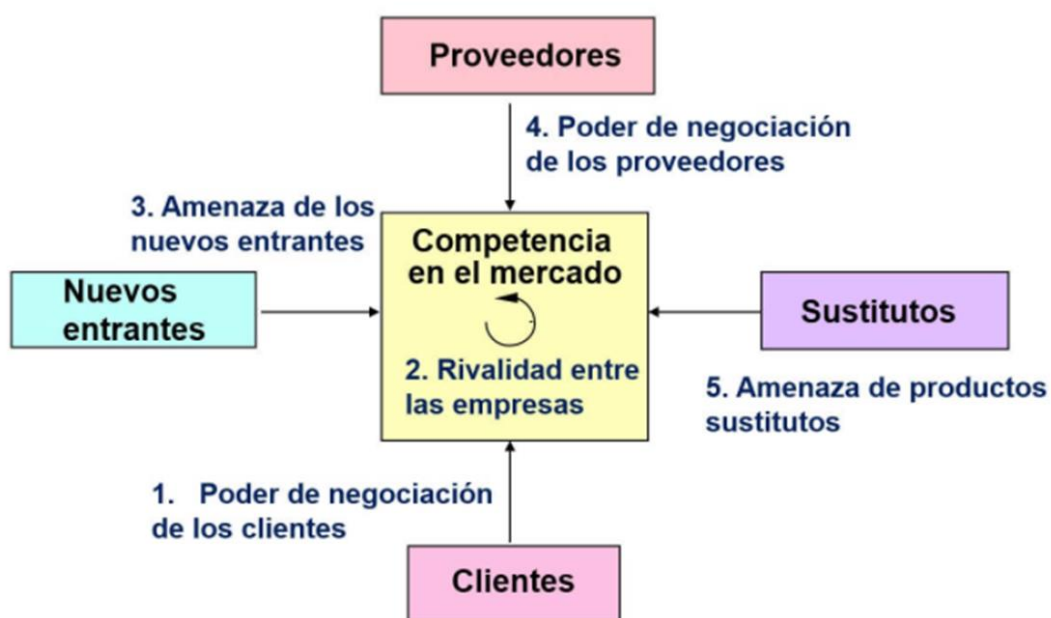 Proveedores
4. Poder de negociación
de los proveedores
3. Amenaza de los
nuevos entrantes
Competencia
en el mercado
Nuevos
entrantes
Sustitutos
2. Rivalidad entre
las empresas
5. Amenaza de productos
sustitutos
1. Poder de negociación
de los clientes
Clientes